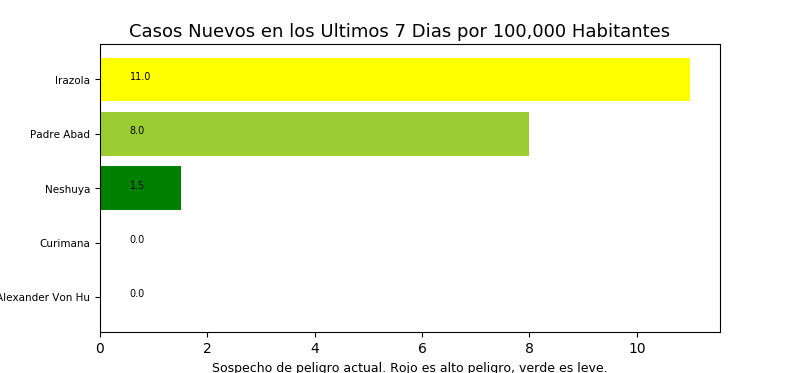 Casos Nuevos en los Ultimos 7 Dias por 100,000 Habitantes
Irazola 11.0
Padre Abad 8.0
Neshuya 1.5
Curimana 0.0
Alexander Von Hu 0.0
0 2 4 6 8 10
Sospecho de peligro actual. Rojo es alto peligro, verde es leve.